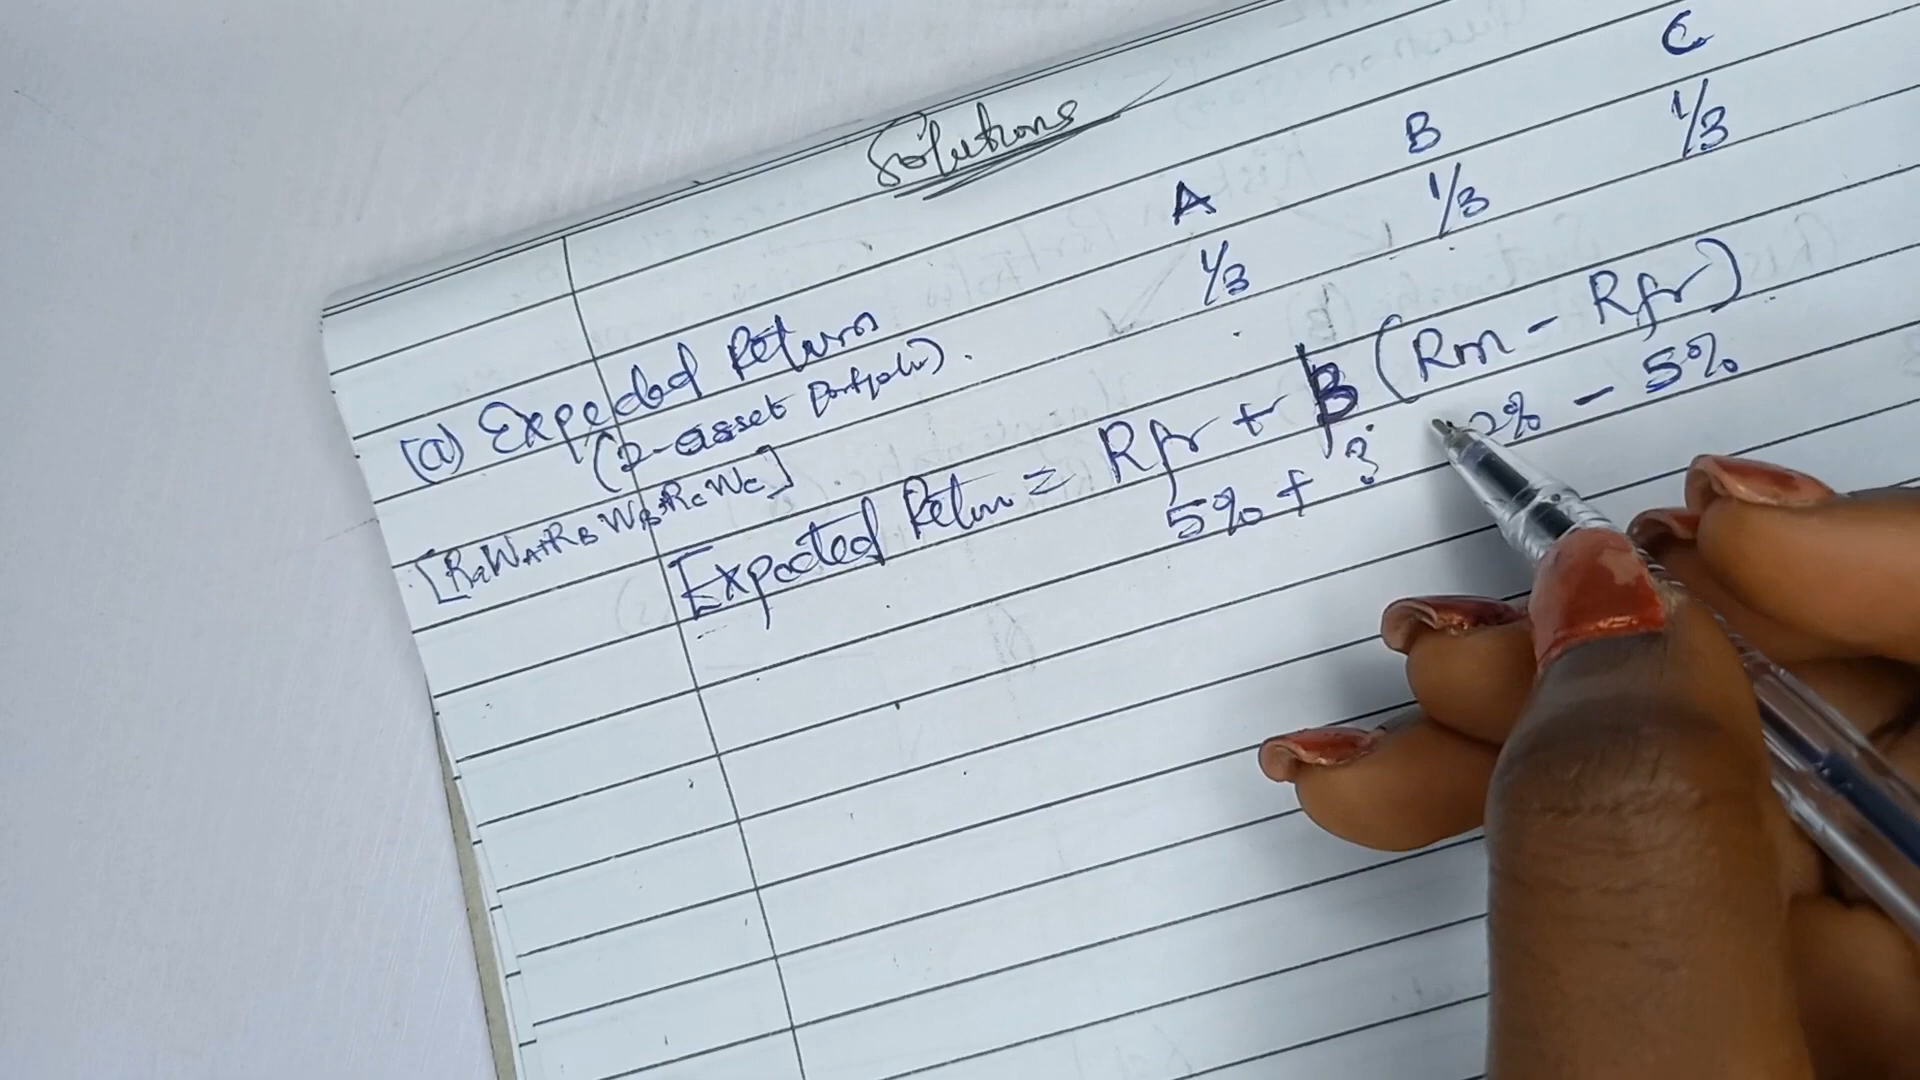 Solutions
A B C
1/3 1/3 1/3
(a) Expected Return
(2-asset Portfolio).
[RaWA+RBWB+RcWc]
Expected Return = Rfr + B (Rm - Rfr)
5% + ? 0% - 5%